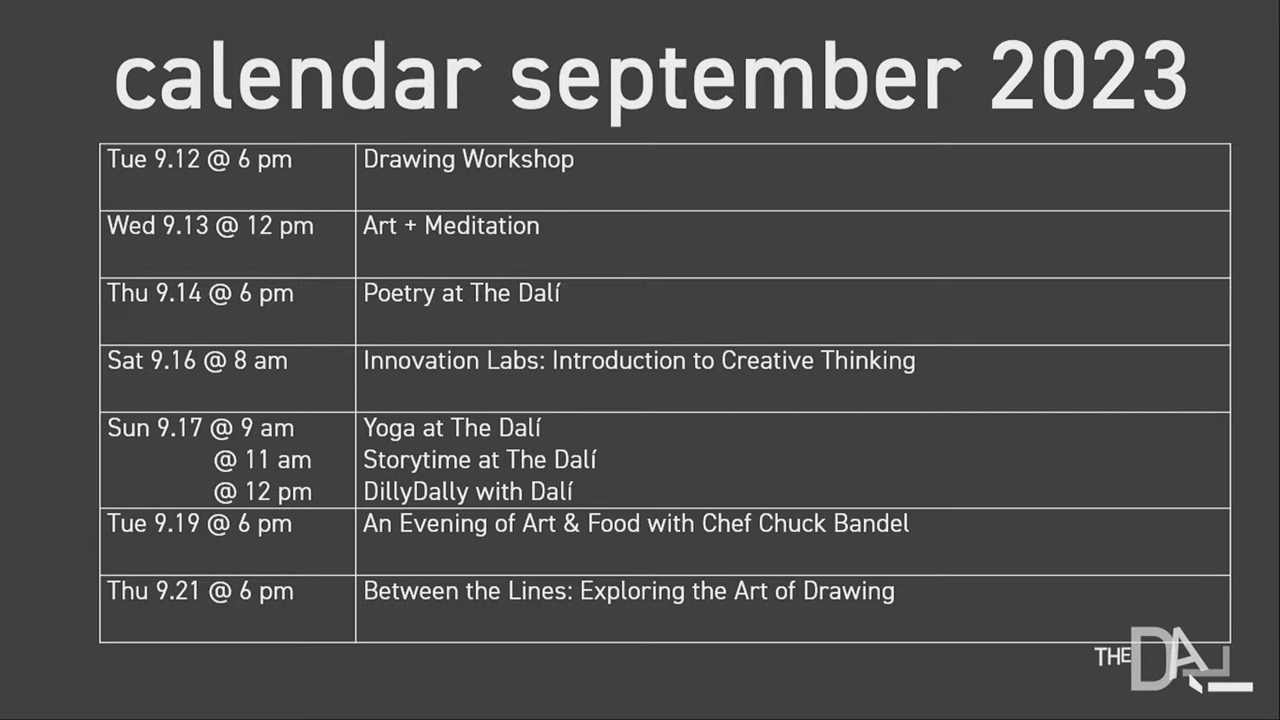 calendar september 2023
Tue 9.12 @ 6 pm Drawing Workshop
Wed 9.13 @ 12 pm Art + Meditation
Thu 9.14 @ 6 pm Poetry at The Dalí
Sat 9.16 @ 8 am Innovation Labs: Introduction to Creative Thinking
Sun 9.17 @ 9 am Yoga at The Dalí
@ 11 am Storytime at The Dalí
@ 12 pm DillyDally with Dalí
Tue 9.19 @ 6 pm An Evening of Art & Food with Chef Chuck Bandel
Thu 9.21 @ 6 pm Between the Lines: Exploring the Art of Drawing
THE DALÍ